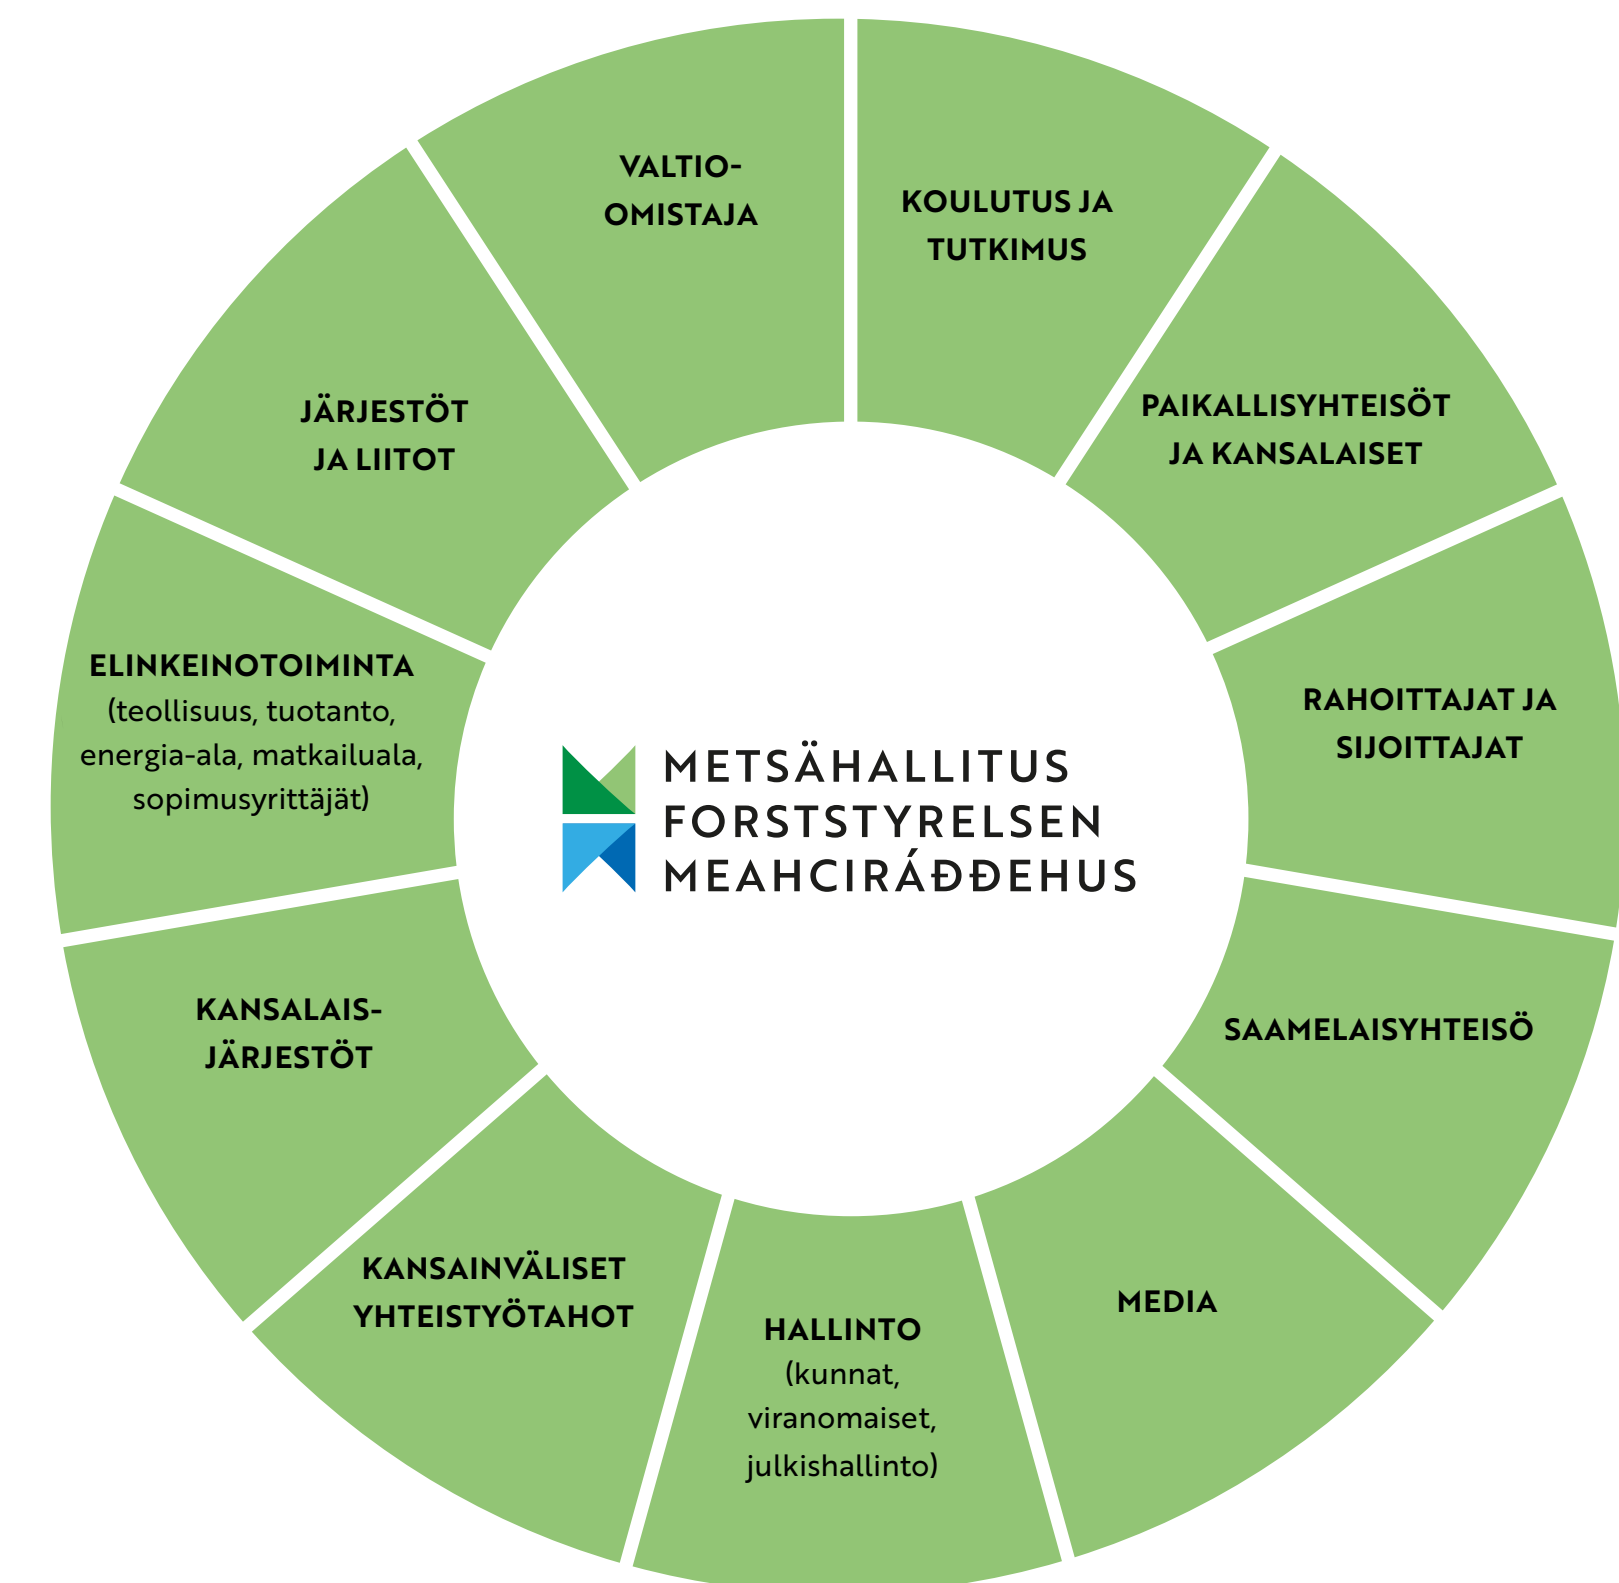 VALTIO-
OMISTAJA
KOULUTUS JA
TUTKIMUS
PAIKALLISYHTEISÖT
JA KANSALAISET
RAHOITTAJAT JA
SIJOITTAJAT
SAAMELAISYHTEISÖ
MEDIA
HALLINTO
(kunnat,
viranomaiset,
julkishallinto)
KANSAINVÄLISET
YHTEISTYÖTAHOT
KANSALAIS-
JÄRJESTÖT
ELINKEINOTOIMINTA
(teollisuus, tuotanto,
energia-ala, matkailuala,
sopimusyrittäjät)
JÄRJESTÖT
JA LIITOT
METSÄHALLITUS
FORSTSTYRELSEN
MEAHCIRÁĐĐEHUS